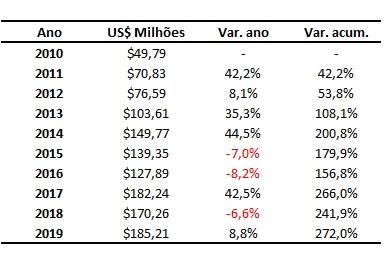 Ano US$ Milhões Var. ano Var. acum.
2010 $49,79 - -
2011 $70,83 42,2% 42,2%
2012 $76,59 8,1% 53,8%
2013 $103,61 35,3% 108,1%
2014 $149,77 44,5% 200,8%
2015 $139,35 -7,0% 179,9%
2016 $127,89 -8,2% 156,8%
2017 $182,24 42,5% 266,0%
2018 $170,26 -6,6% 241,9%
2019 $185,21 8,8% 272,0%